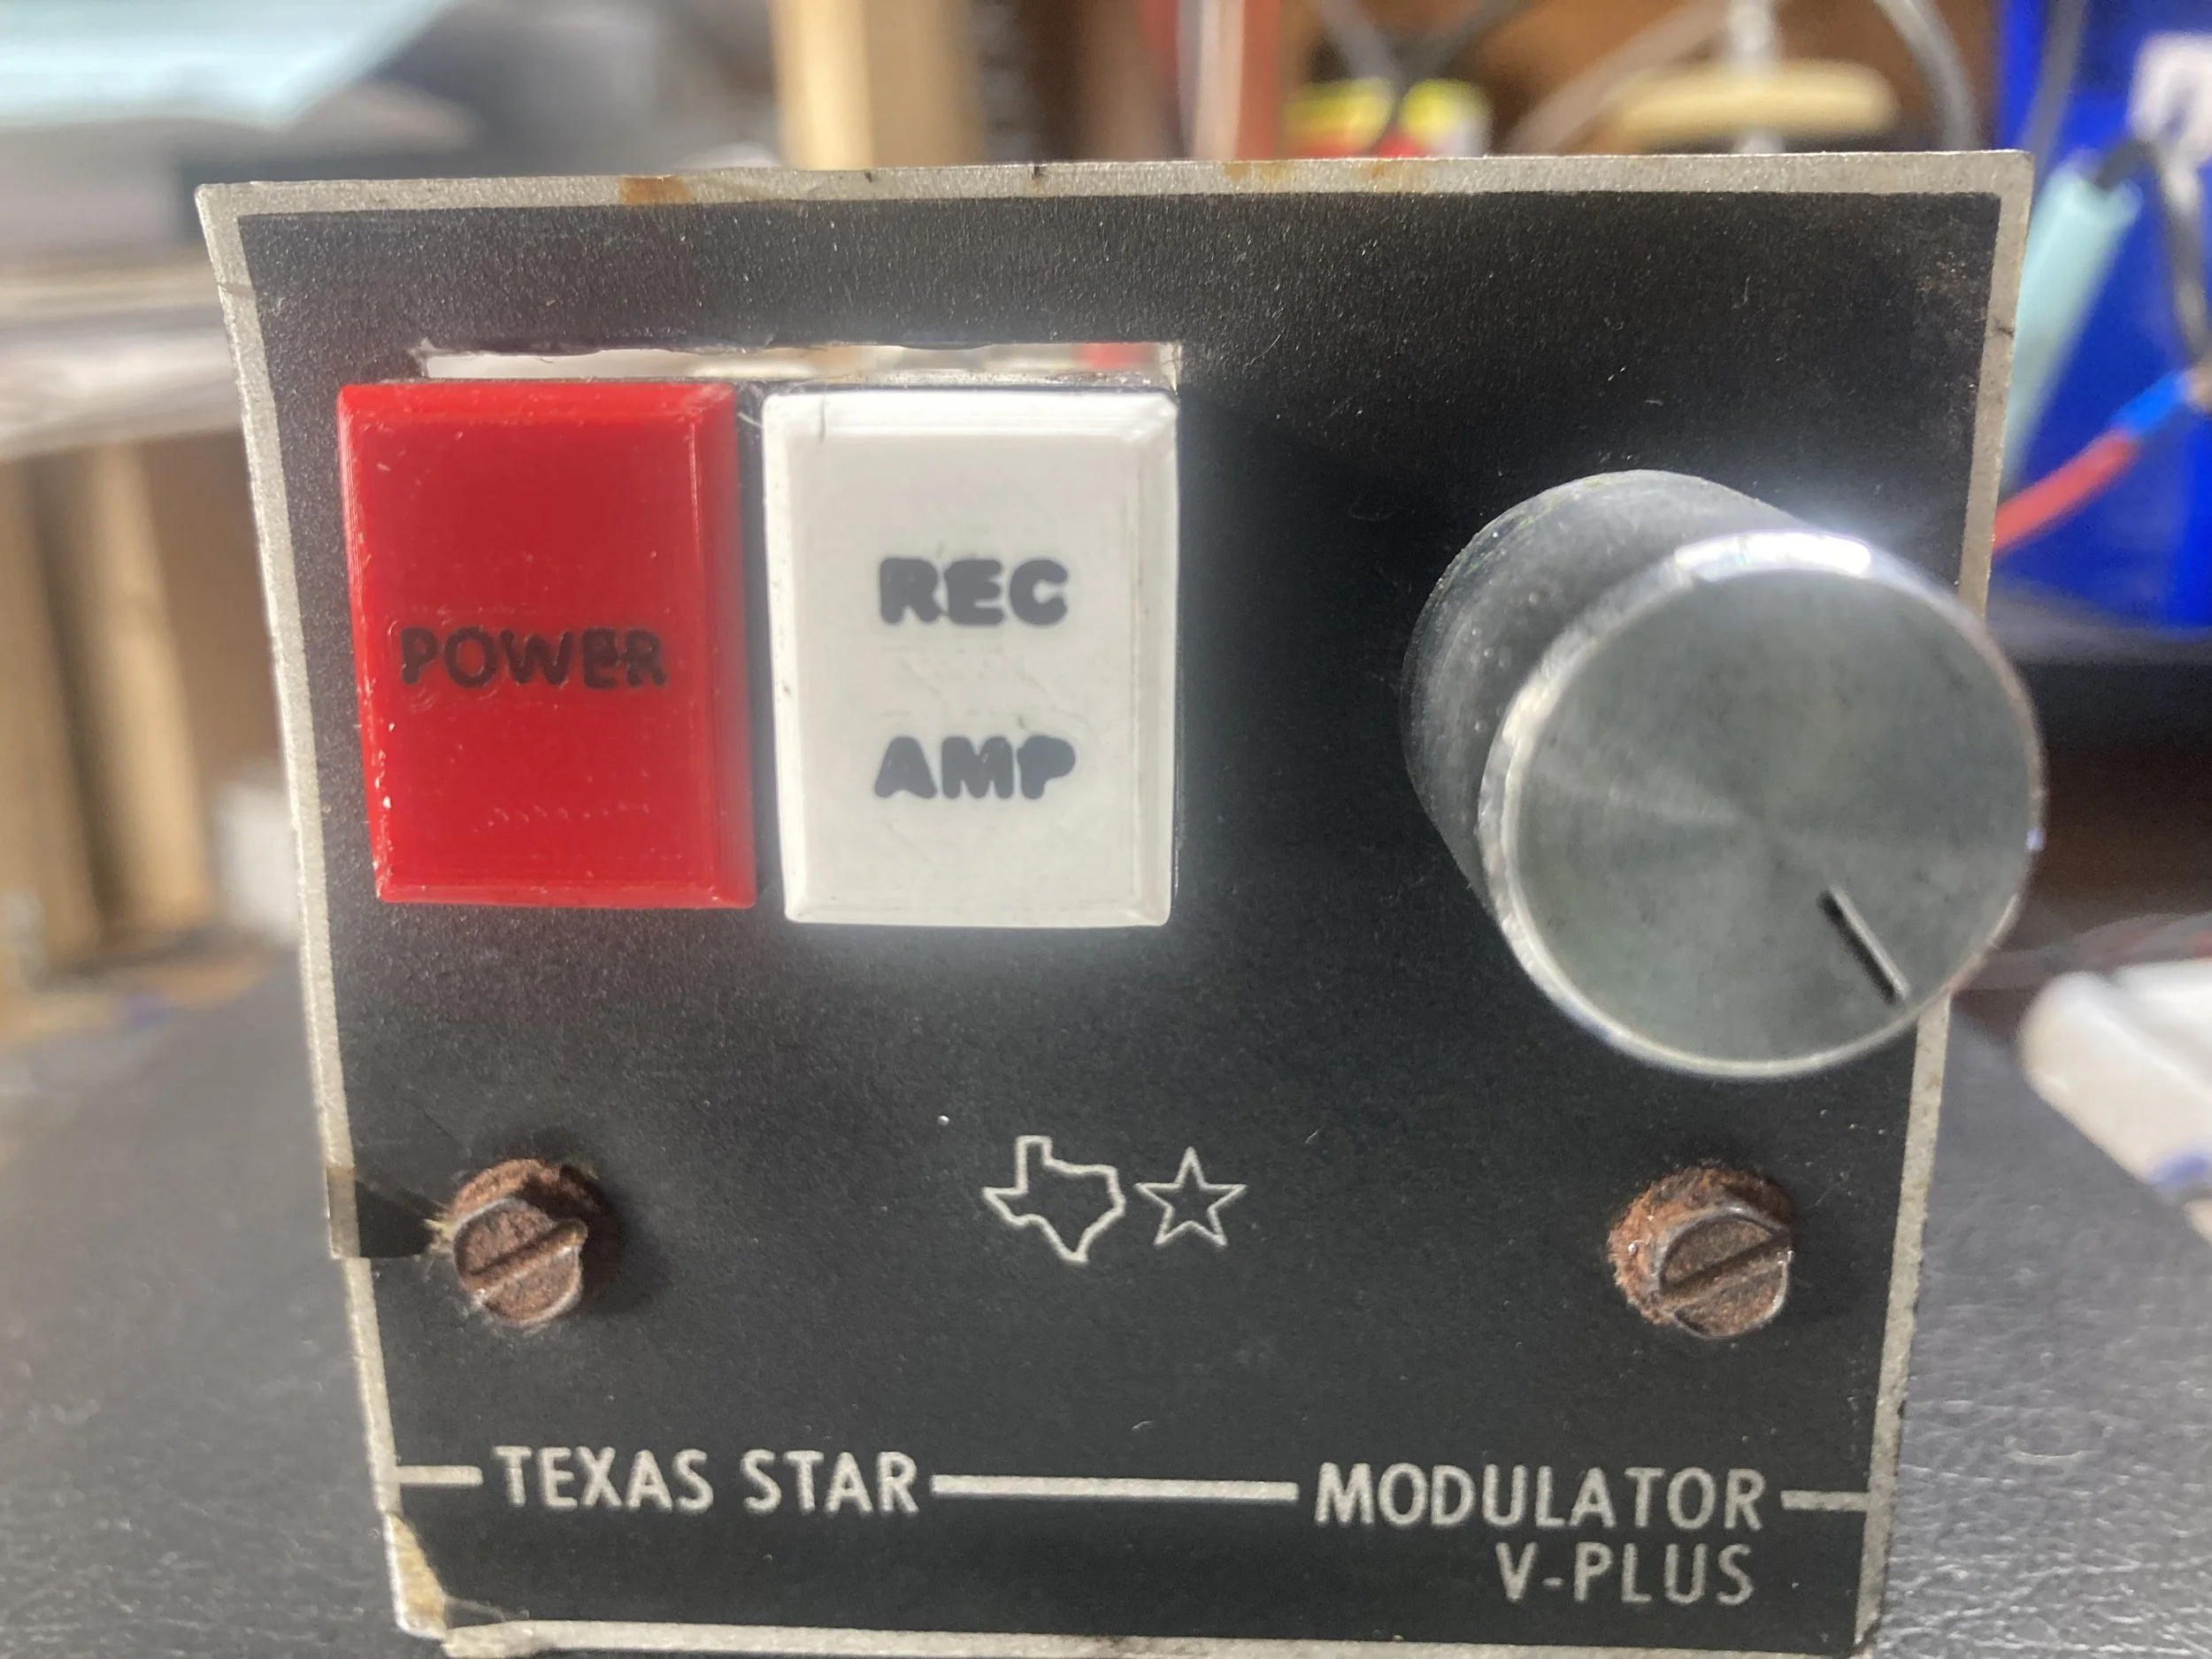 POWER
REC
AMP
TEXAS STAR
MODULATOR
V-PLUS